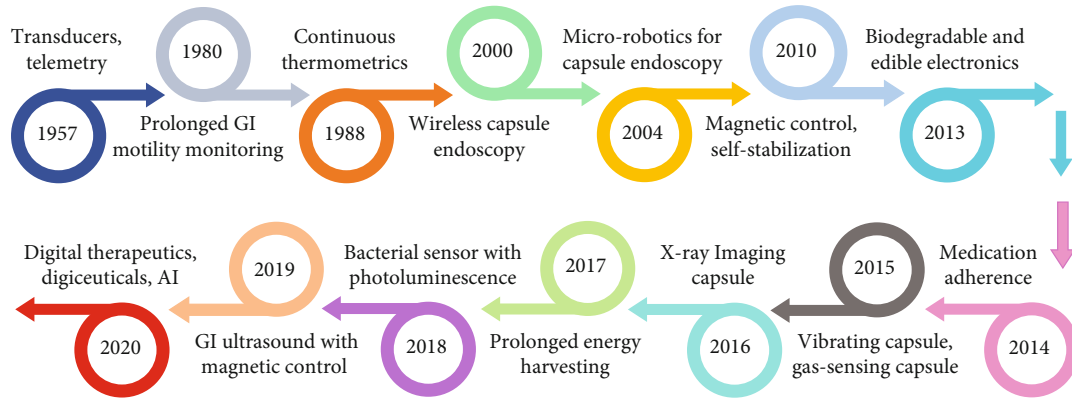 Transducers,
telemetry
1957
1980
Prolonged GI
motility monitoring
Continuous
thermometrics
1988
2000
Wireless capsule
endoscopy
Micro-robotics for
capsule endoscopy
2004
2010
Magnetic control,
self-stabilization
Biodegradable and
edible electronics
2013
Medication
adherence
2014
2015
Vibrating capsule,
gas-sensing capsule
X-ray Imaging
capsule
2016
2017
Prolonged energy
harvesting
Bacterial sensor with
photoluminescence
2018
2019
GI ultrasound with
magnetic control
Digital therapeutics,
digiceuticals, AI
2020